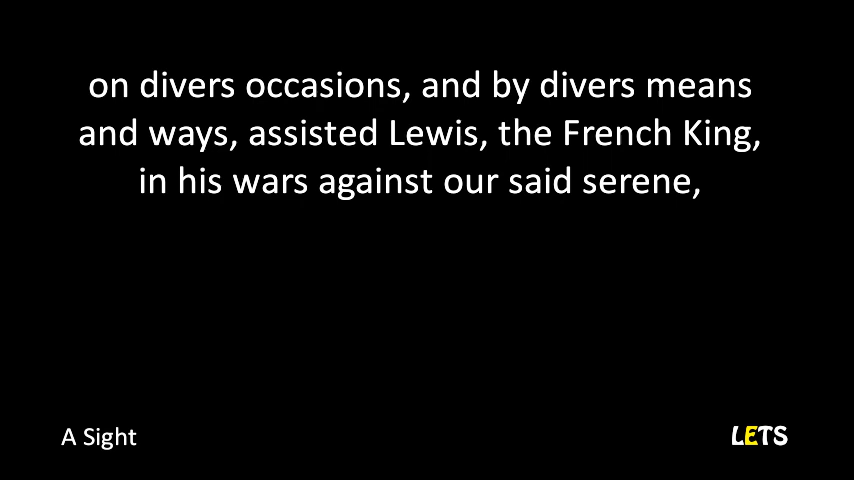 on divers occasions, and by divers means
and ways, assisted Lewis, the French King,
in his wars against our said serene,
A Sight
LETS